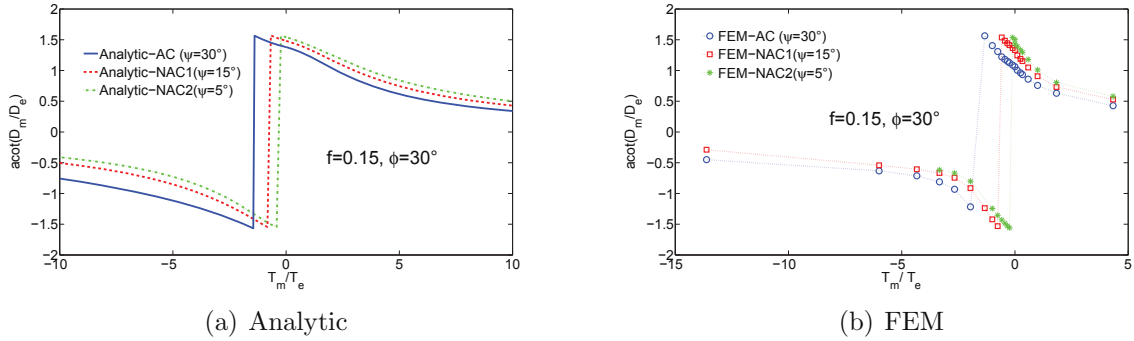 2
1.5
1
0.5
0
−0.5
−1
−1.5
−2
−10
−5
0
5
10
acot(D_m/D_e)
T_m/T_e
Analytic−AC (ψ=30°)
Analytic−NAC1(ψ=15°)
Analytic−NAC2(ψ=5°)
f=0.15, ϕ=30°
(a) Analytic
2
1.5
1
0.5
0
−0.5
−1
−1.5
−2
−15
−10
−5
0
5
acot(D_m/D_e)
T_m/T_e
FEM−AC (ψ=30°)
FEM−NAC1(ψ=15°)
FEM−NAC2(ψ=5°)
f=0.15, ϕ=30°
(b) FEM